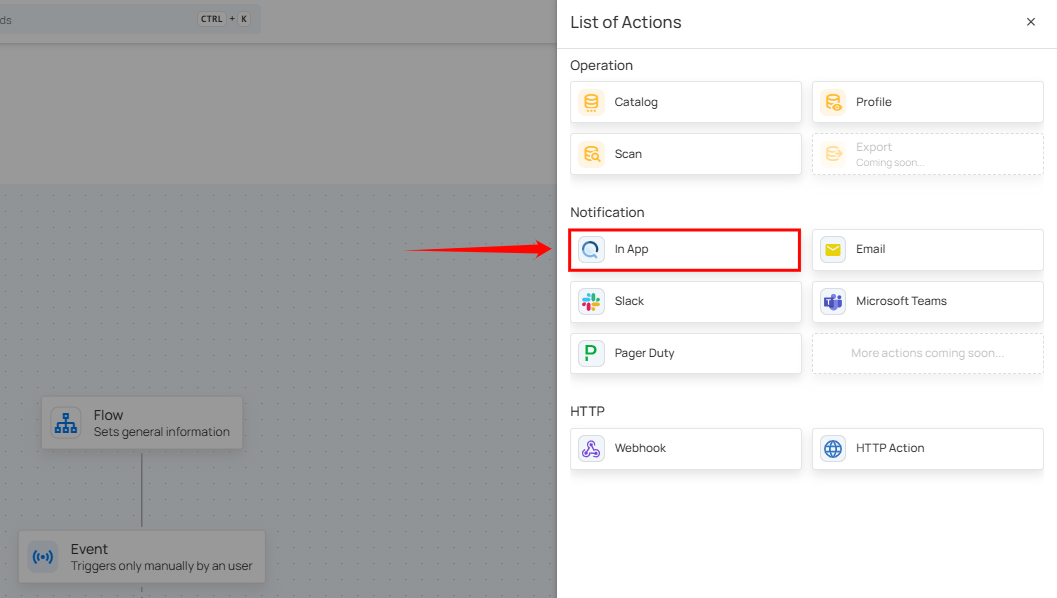 ds
CTRL + K
List of Actions
Operation
Catalog
Profile
Scan
Export
Coming soon...
Notification
In App
Email
Slack
Microsoft Teams
Pager Duty
More actions coming soon...
HTTP
Webhook
HTTP Action
Flow
Sets general information
Event
Triggers only manually by an user